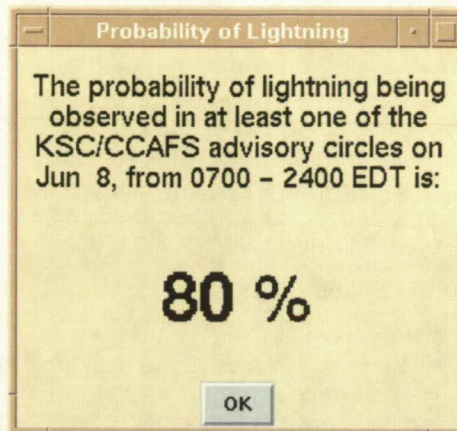 Probability of Lightning
The probability of lightning being
observed in at least one of the
KSC/CCAFS advisory circles on
Jun 8, from 0700 – 2400 EDT is:
80 %
OK